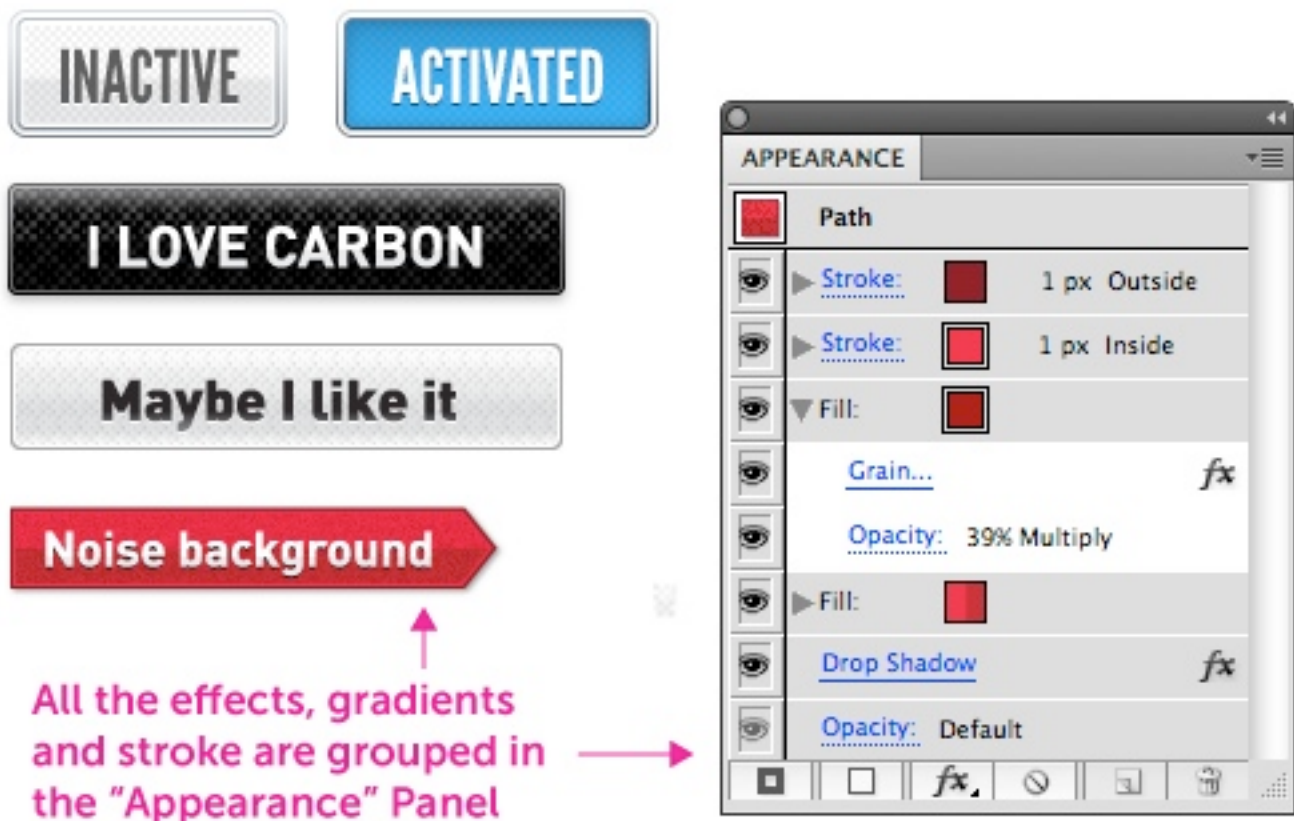 INACTIVE
ACTIVATED
I LOVE CARBON
Maybe I like it
Noise background
All the effects, gradients
and stroke are grouped in
the “Appearance” Panel
APPEARANCE
Path
Stroke: 1 px Outside
Stroke: 1 px Inside
Fill:
Grain... fx
Opacity: 39% Multiply
Fill:
Drop Shadow fx
Opacity: Default
fx